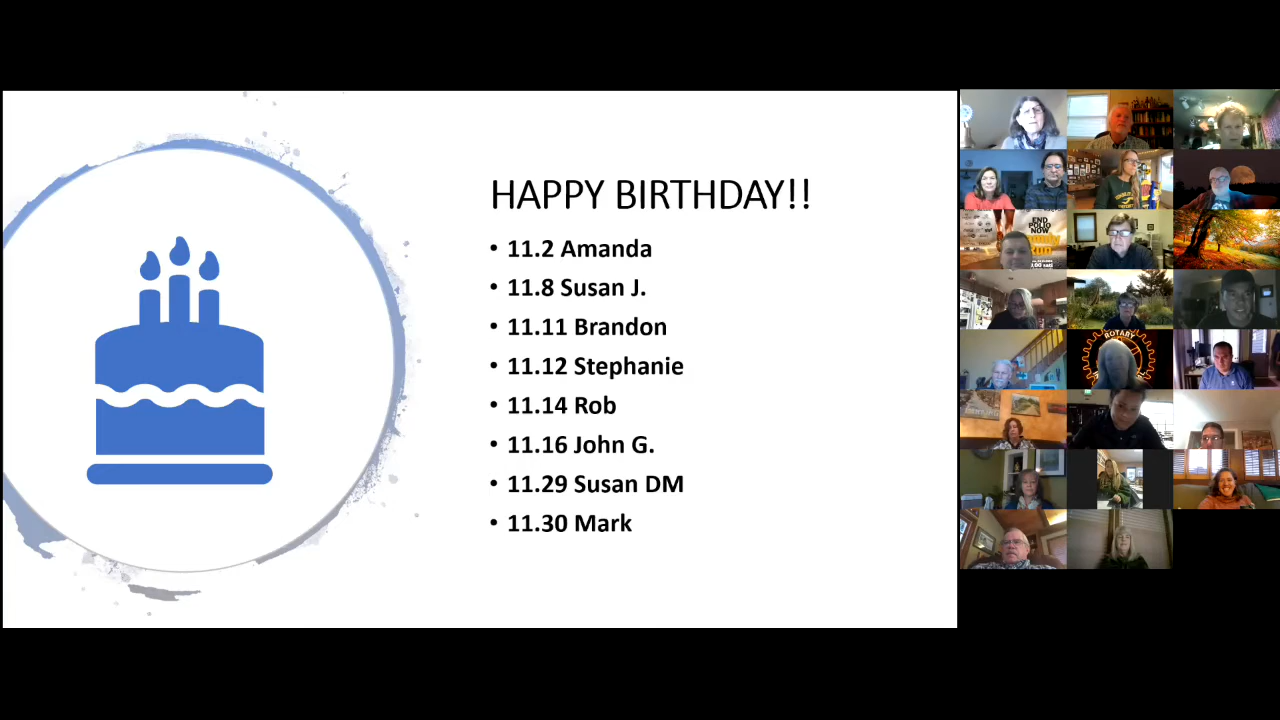 HAPPY BIRTHDAY!!
• 11.2 Amanda
• 11.8 Susan J.
• 11.11 Brandon
• 11.12 Stephanie
• 11.14 Rob
• 11.16 John G.
• 11.29 Susan DM
• 11.30 Mark
END
POLIO
NOW
ROTARY